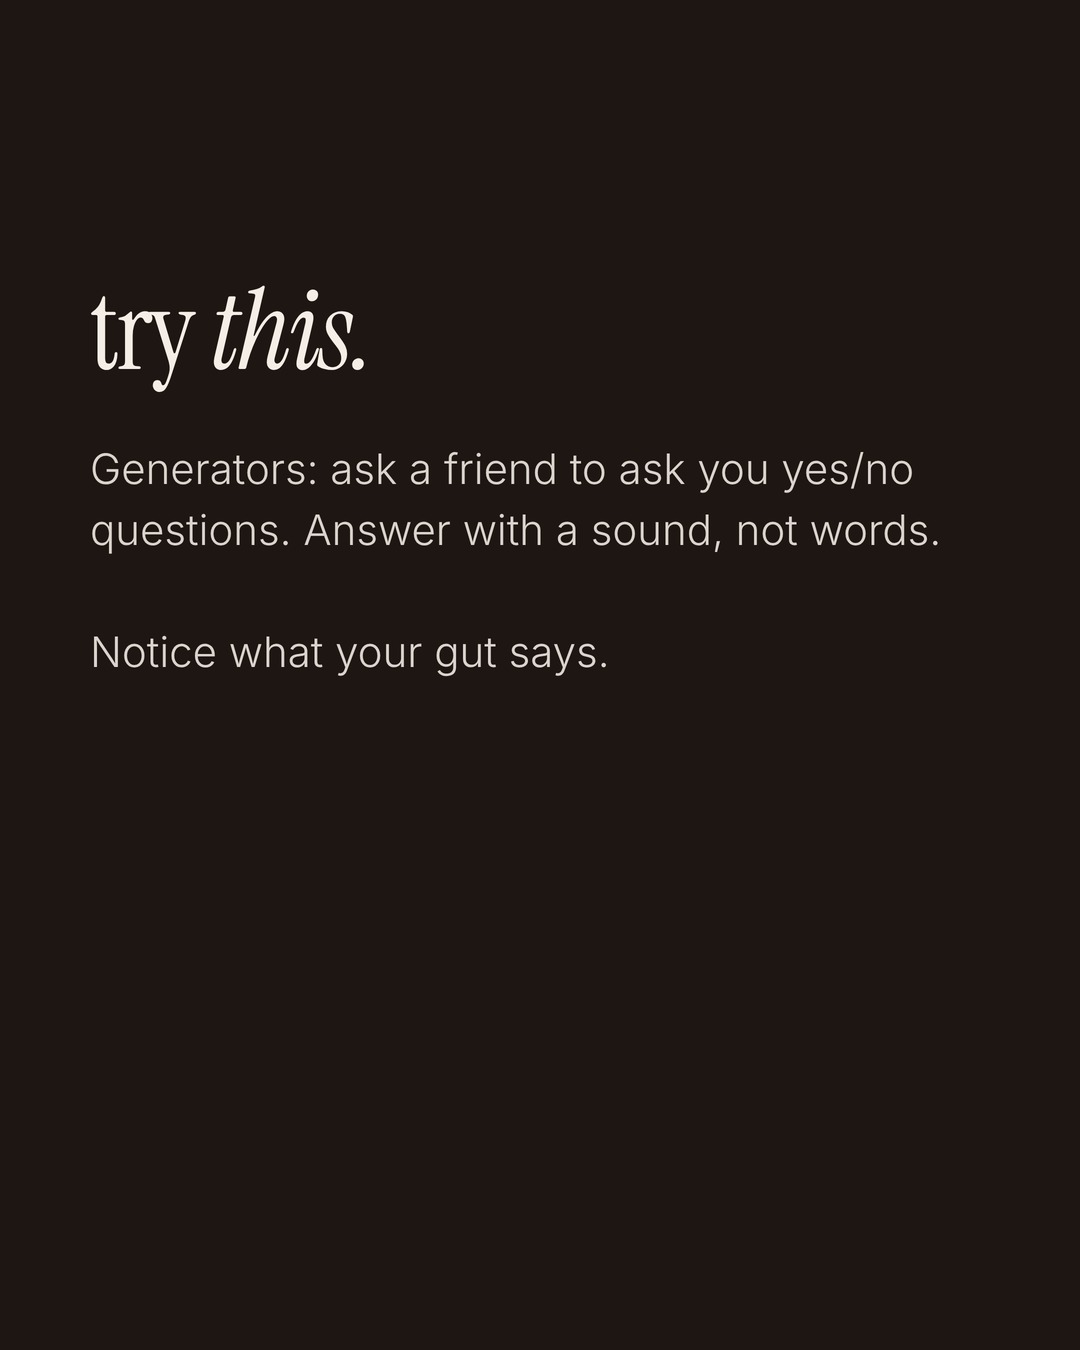 try this.
Generators: ask a friend to ask you yes/no
questions. Answer with a sound, not words.
Notice what your gut says.